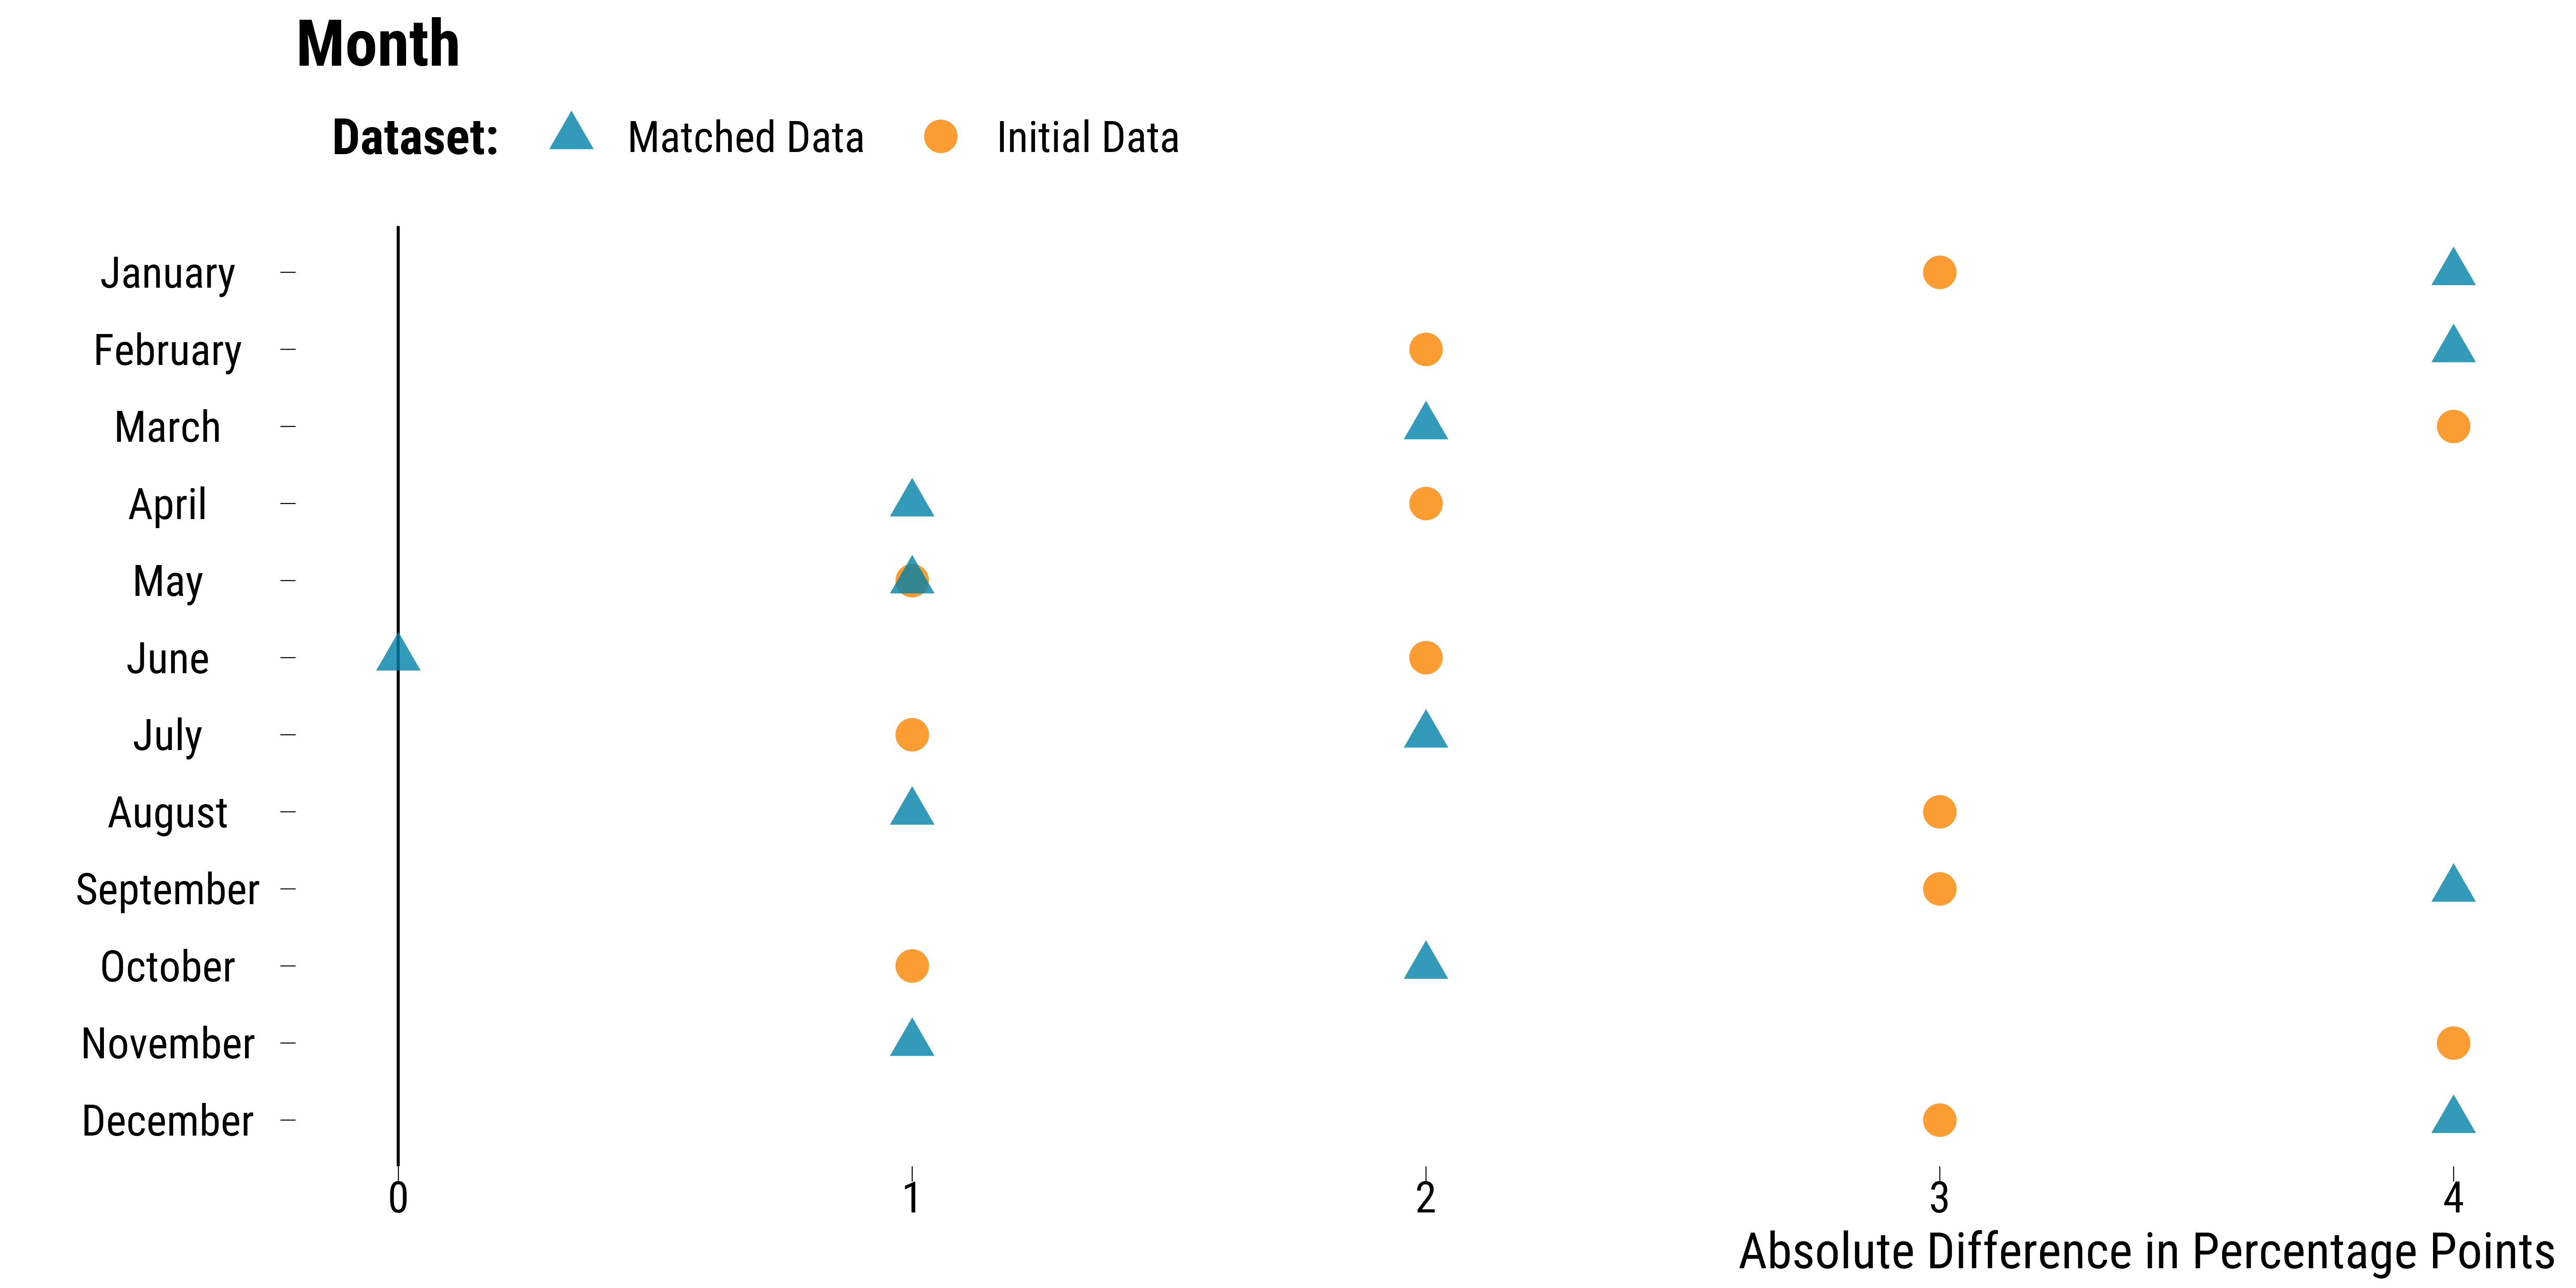 Month
Dataset: Matched Data Initial Data
January
February
March
April
May
June
July
August
September
October
November
December
0 1 2 3 4
Absolute Difference in Percentage Points